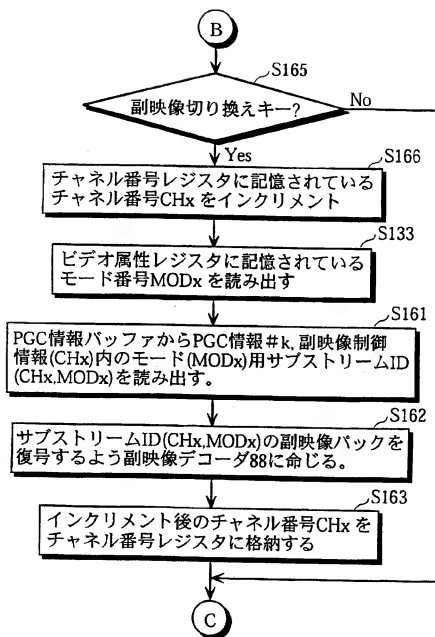 B
S165
副映像切り換えキー?
No
Yes
S166
チャネル番号レジスタに記憶されている
チャネル番号CHxをインクリメント
S133
ビデオ属性レジスタに記憶されている
モード番号MODxを読み出す
S161
PGC情報バッファからPGC情報#k,副映像制御
情報(CHx)内のモード(MODx)用サブストリームID
(CHx,MODx)を読み出す。
S162
サブストリームID(CHx,MODx)の副映像パックを
復号するよう副映像デコーダ88に命じる。
S163
インクリメント後のチャネル番号CHxを
チャネル番号レジスタに格納する
C